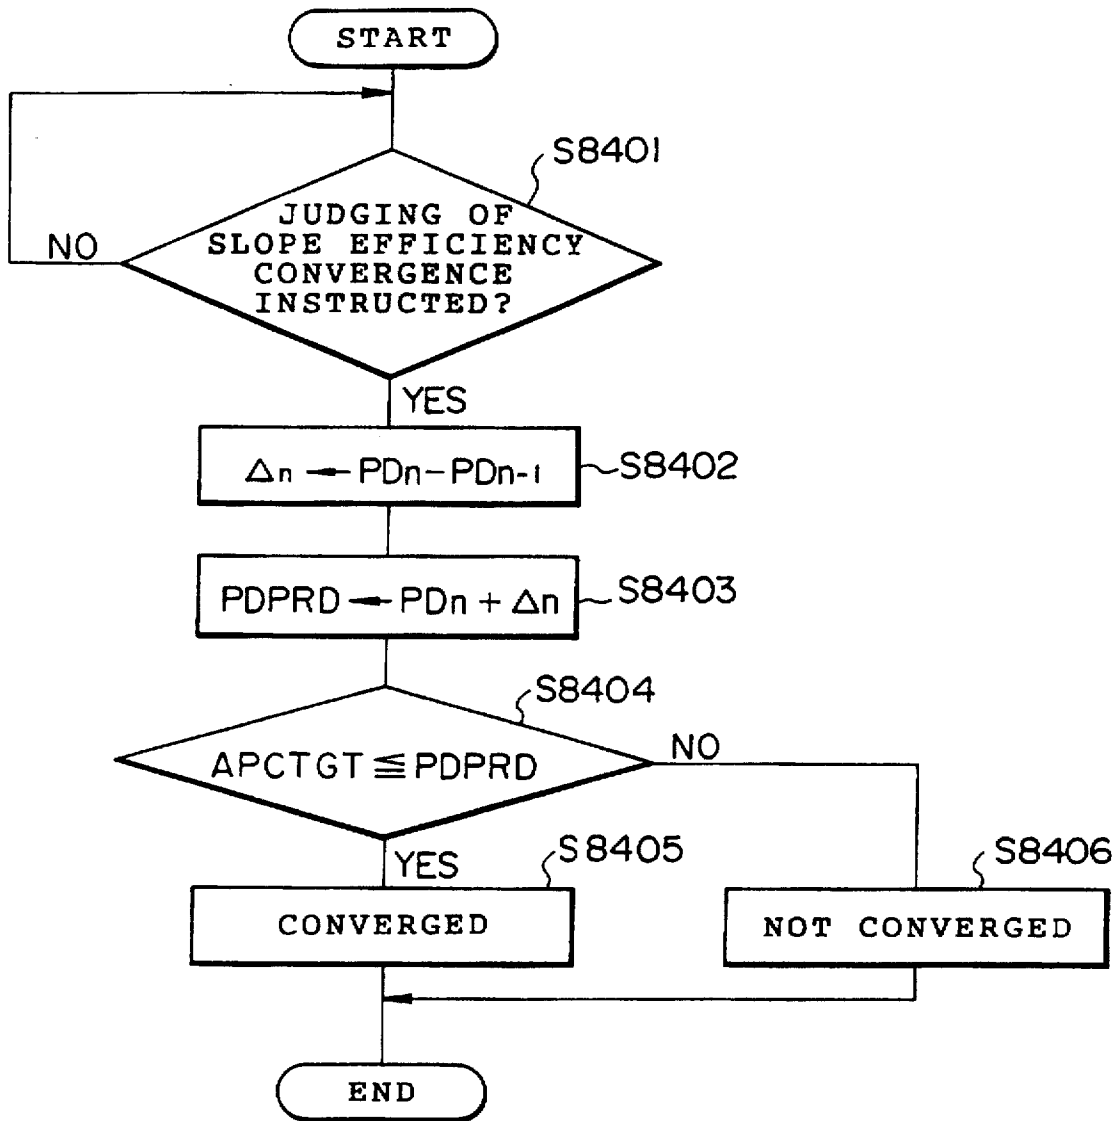 START
S8401
JUDGING OF
SLOPE EFFICIENCY
CONVERGENCE
INSTRUCTED?
NO
YES
Δn ← PDn − PDn-1
S8402
PDPRD ← PDn + Δn
S8403
S8404
APCTGT ≦ PDPRD
NO
YES
S8405
CONVERGED
S8406
NOT CONVERGED
END